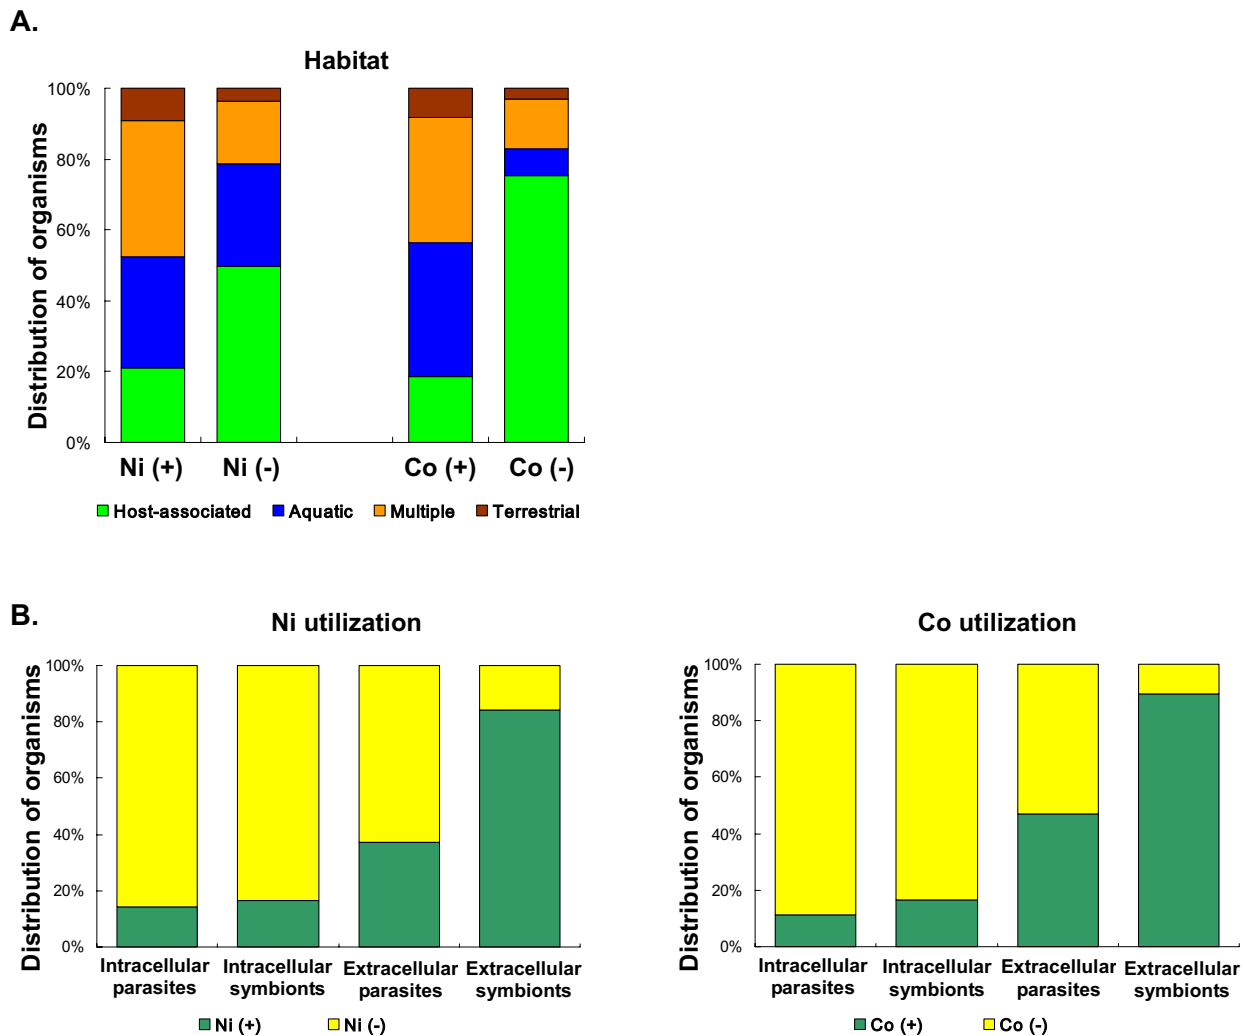 A.
Habitat
Distribution of organisms
100%
80%
60%
40%
20%
0%
Ni (+) Ni (-) Co (+) Co (-)
Host-associated Aquatic Multiple Terrestrial
B.
Ni utilization
Distribution of organisms
100%
80%
60%
40%
20%
0%
Intracellular parasites
Intracellular symbionts
Extracellular parasites
Extracellular symbionts
Ni (+) Ni (-)
Co utilization
Distribution of organisms
100%
80%
60%
40%
20%
0%
Intracellular parasites
Intracellular symbionts
Extracellular parasites
Extracellular symbionts
Co (+) Co (-)